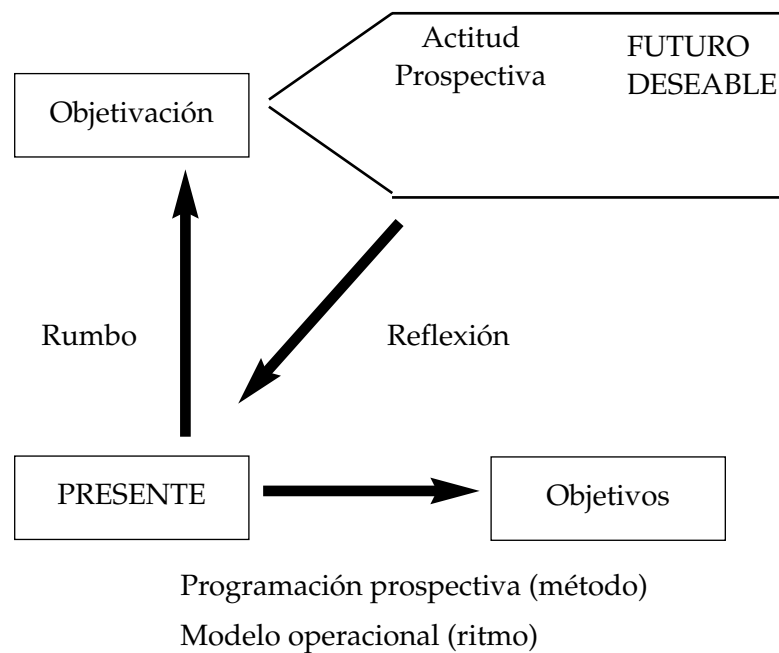 Actitud
Prospectiva
FUTURO
DESEABLE
Objetivación
Rumbo
Reflexión
PRESENTE
Objetivos
Programación prospectiva (método)
Modelo operacional (ritmo)